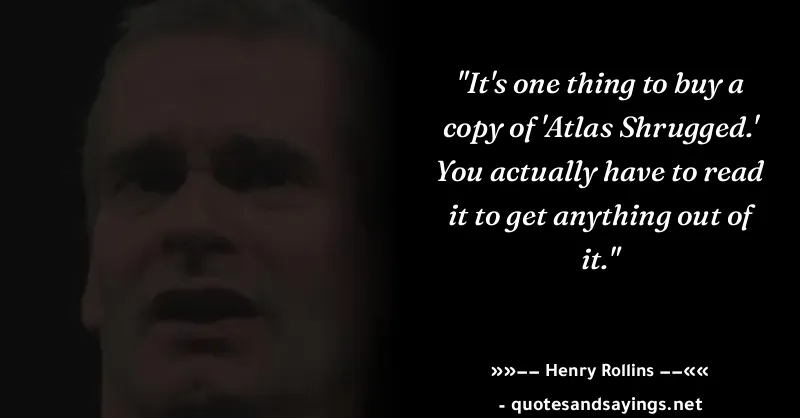 "It's one thing to buy a
copy of 'Atlas Shrugged.'
You actually have to read
it to get anything out of
it."
»»−− Henry Rollins −−««
- quotesandsayings.net